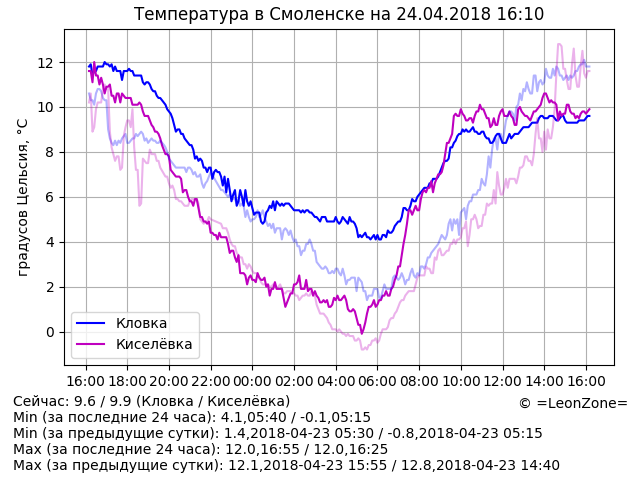 Температура в Смоленске на 24.04.2018 16:10
градусов Цельсия, °C
12
10
8
6
4
2
0
Кловка
Киселёвка
16:00 18:00 20:00 22:00 00:00 02:00 04:00 06:00 08:00 10:00 12:00 14:00 16:00
Сейчас: 9.6 / 9.9 (Кловка / Киселёвка)
© =LeonZone=
Min (за последние 24 часа): 4.1,05:40 / -0.1,05:15
Min (за предыдущие сутки): 1.4,2018-04-23 05:30 / -0.8,2018-04-23 05:15
Max (за последние 24 часа): 12.0,16:55 / 12.0,16:25
Max (за предыдущие сутки): 12.1,2018-04-23 15:55 / 12.8,2018-04-23 14:40